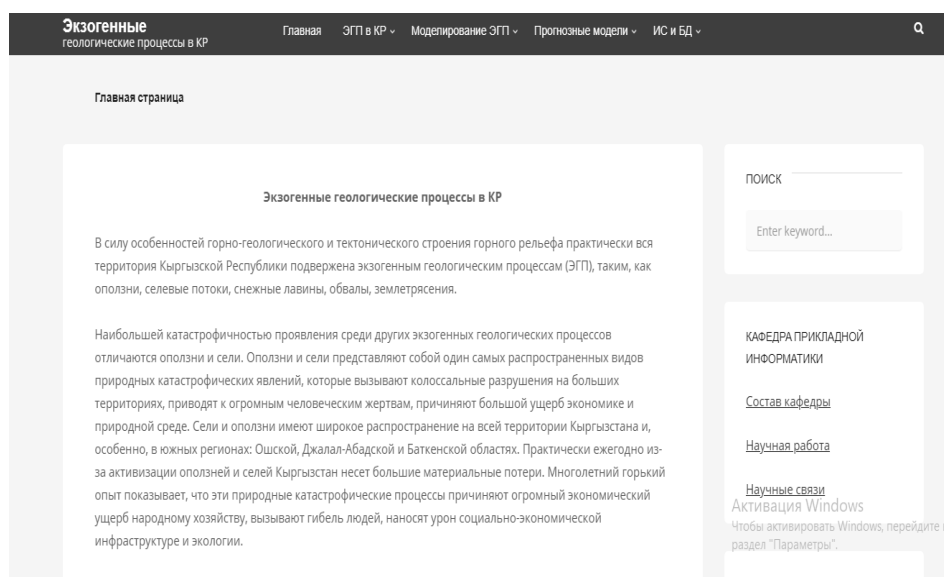 Экзогенные
геологические процессы в КР
Главная
ЭГП в КР
Моделирование ЭГП
Прогнозные модели
ИС и БД
Главная страница
Экзогенные геологические процессы в КР
В силу особенностей горно-геологического и тектонического строения горного рельефа практически вся
территория Кыргызской Республики подвержена экзогенным геологическим процессам (ЭГП), таким, как
оползни, селевые потоки, снежные лавины, обвалы, землетрясения.
Наибольшей катастрофичностью проявления среди других экзогенных геологических процессов
отличаются оползни и сели. Оползни и сели представляют собой один самых распространенных видов
природных катастрофических явлений, которые вызывают колоссальные разрушения на больших
территориях, приводят к огромным человеческим жертвам, причиняют большой ущерб экономике и
природной среде. Сели и оползни имеют широкое распространение на всей территории Кыргызстана и,
особенно, в южных регионах: Ошской, Джалал-Абадской и Баткенской областях. Практически ежегодно из-
за активизации оползней и селей Кыргызстан несет большие материальные потери. Многолетний горький
опыт показывает, что эти природные катастрофические процессы причиняют огромный экономический
ущерб народному хозяйству, вызывают гибель людей, наносят урон социально-экономической
инфраструктуре и экологии.
ПОИСК
Enter keyword...
КАФЕДРА ПРИКЛАДНОЙ
ИНФОРМАТИКИ
Состав кафедры
Научная работа
Научные связи
Активация Windows
Чтобы активировать Windows, перейдите в
раздел "Параметры".